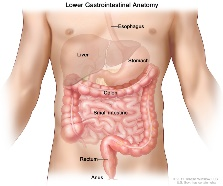 Lower Gastrointestinal Anatomy
Esophagus
Liver
Stomach
Colon
Small Intestine
Rectum
Anus